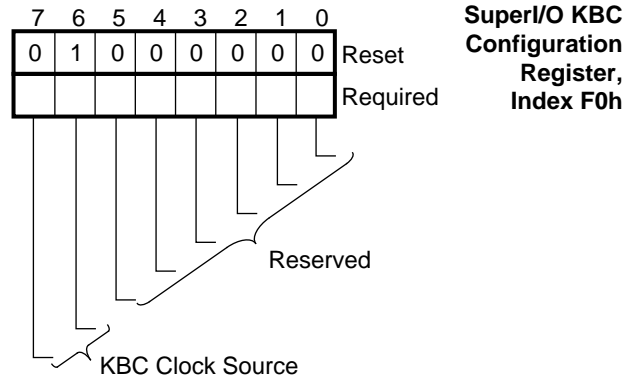 7 6 5 4 3 2 1 0
0 1 0 0 0 0 0 0 Reset
Required
SuperI/O KBC
Configuration
Register,
Index F0h
Reserved
KBC Clock Source